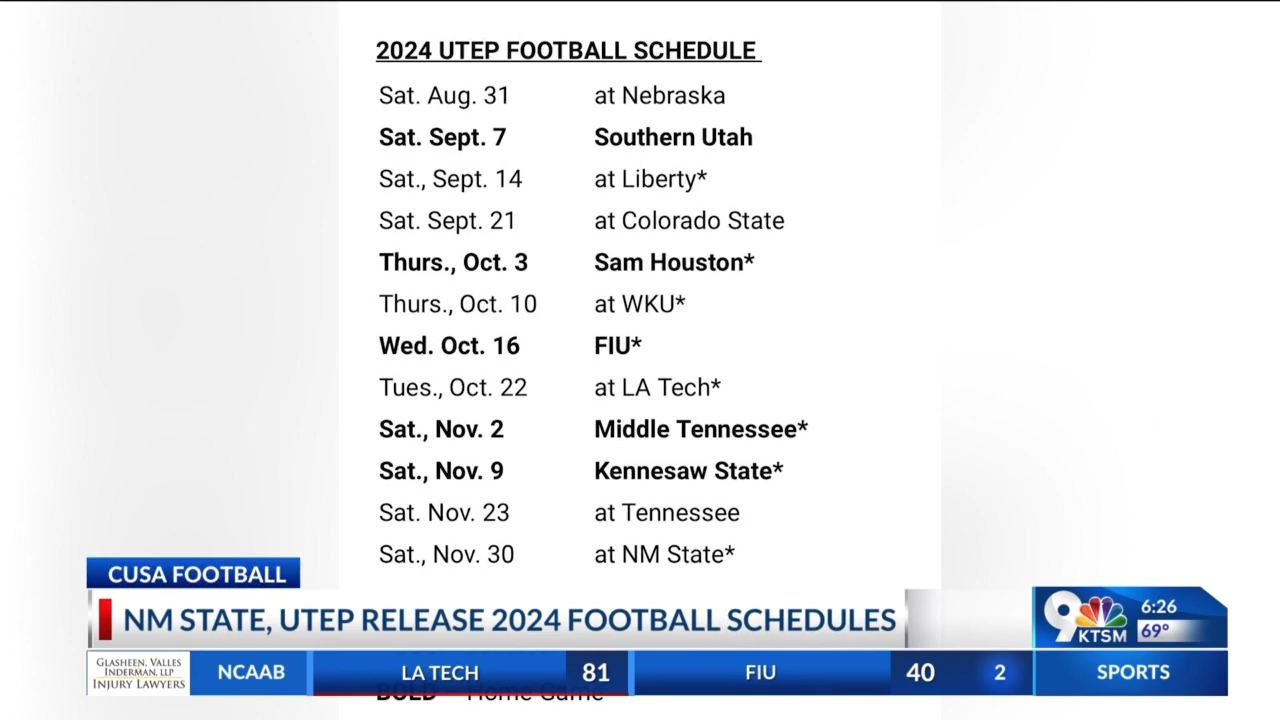 2024 UTEP FOOTBALL SCHEDULE
Sat. Aug. 31 at Nebraska
Sat. Sept. 7 Southern Utah
Sat., Sept. 14 at Liberty*
Sat. Sept. 21 at Colorado State
Thurs., Oct. 3 Sam Houston*
Thurs., Oct. 10 at WKU*
Wed. Oct. 16 FIU*
Tues., Oct. 22 at LA Tech*
Sat., Nov. 2 Middle Tennessee*
Sat., Nov. 9 Kennesaw State*
Sat. Nov. 23 at Tennessee
Sat., Nov. 30 at NM State*
CUSA FOOTBALL
NM STATE, UTEP RELEASE 2024 FOOTBALL SCHEDULES
9 KTSM 6:26 69°
GLASHEEN, VALLES
INDERMAN, LLP
INJURY LAWYERS
NCAAB LA TECH 81 FIU 40 2 SPORTS
BOLD Home Game